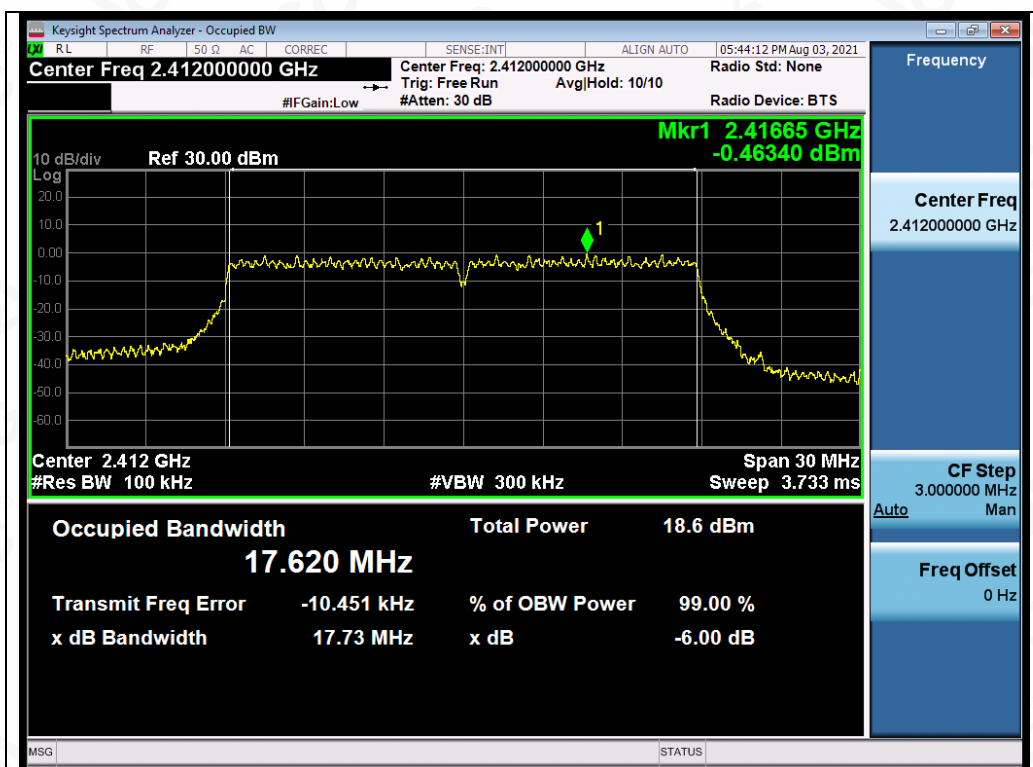 Keysight Spectrum Analyzer - Occupied BW
LXI RL RF 50 Ω AC CORREC SENSE:INT ALIGN AUTO 05:44:12 PM Aug 03, 2021
Center Freq 2.412000000 GHz
Center Freq: 2.412000000 GHz Radio Std: None
Trig: Free Run Avg|Hold: 10/10
#IFGain:Low #Atten: 30 dB Radio Device: BTS
Mkr1 2.41665 GHz
-0.46340 dBm
10 dB/div Ref 30.00 dBm
Log
20.0
10.0
0.00
-10.0
-20.0
-30.0
-40.0
-50.0
-60.0
1
Center 2.412 GHz Span 30 MHz
#Res BW 100 kHz #VBW 300 kHz Sweep 3.733 ms
Occupied Bandwidth Total Power 18.6 dBm
17.620 MHz
Transmit Freq Error -10.451 kHz % of OBW Power 99.00 %
x dB Bandwidth 17.73 MHz x dB -6.00 dB
Frequency
Center Freq
2.412000000 GHz
CF Step
3.000000 MHz
Auto Man
Freq Offset
0 Hz
MSG STATUS